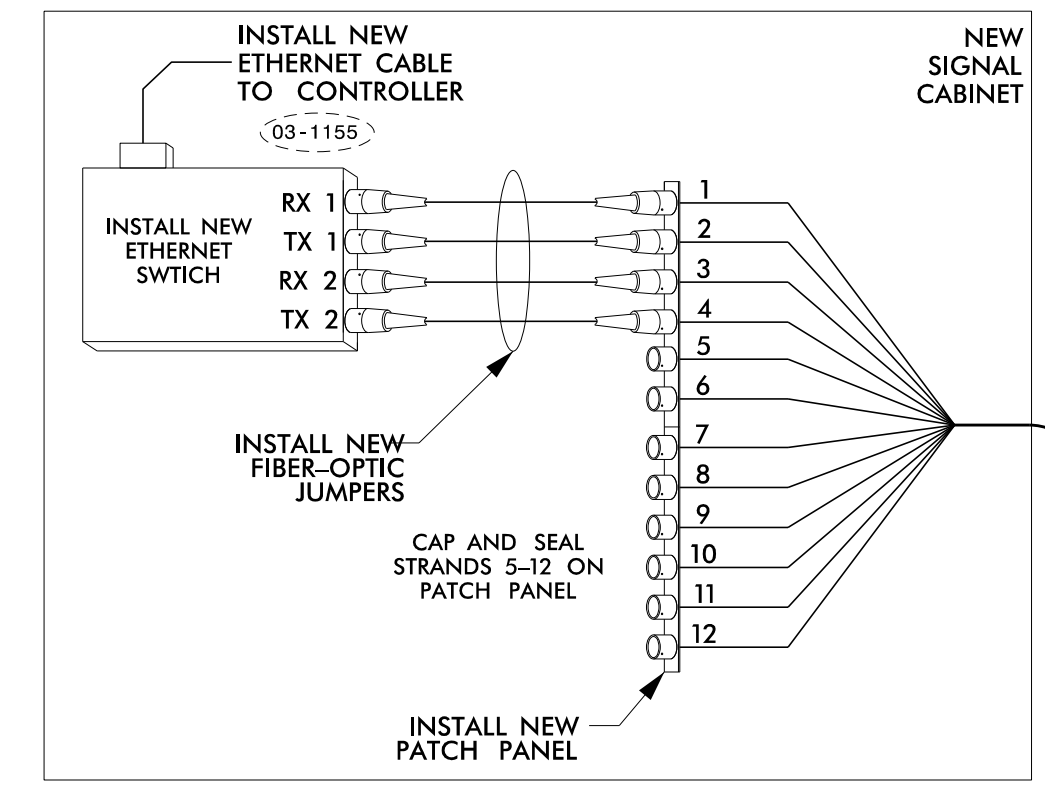 INSTALL NEW
ETHERNET CABLE
TO CONTROLLER
03-1155
NEW
SIGNAL
CABINET
INSTALL NEW
ETHERNET
SWTICH
RX 1
TX 1
RX 2
TX 2
1
2
3
4
5
6
7
8
9
10
11
12
INSTALL NEW
FIBER-OPTIC
JUMPERS
CAP AND SEAL
STRANDS 5-12 ON
PATCH PANEL
INSTALL NEW
PATCH PANEL